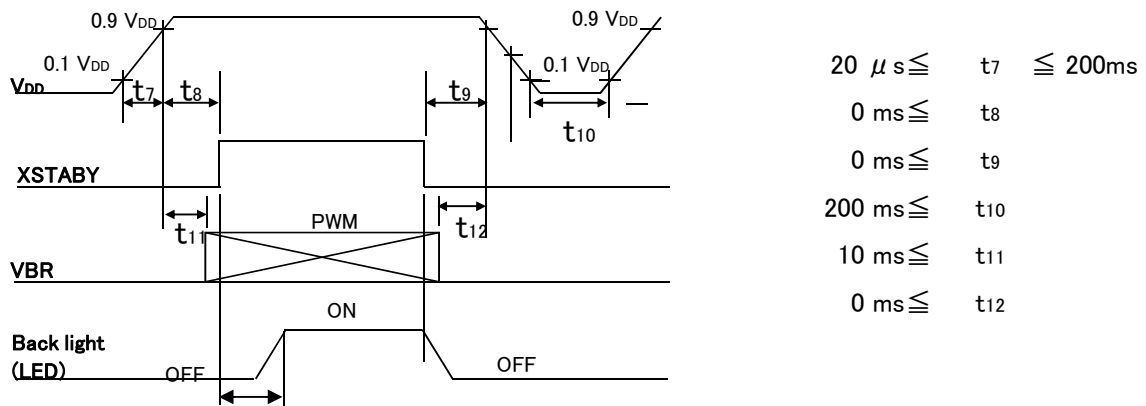 0.9 VDD
0.9 VDD
0.1 VDD
0.1 VDD
VDD
t7
t8
t9
t10
XSTABY
t11
PWM
t12
VBR
ON
Back light
(LED)
OFF
OFF
20 μs≦ t7 ≦ 200ms
0 ms≦ t8
0 ms≦ t9
200 ms≦ t10
10 ms≦ t11
0 ms≦ t12